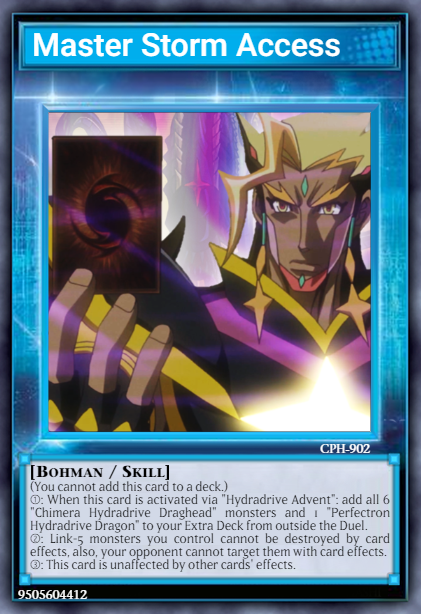 Master Storm Access
CPH-902
[BOHMAN / SKILL]
(You cannot add this card to a deck.)
①: When this card is activated via "Hydradrive Advent": add all 6
"Chimera Hydradrive Draghead" monsters and 1 "Perfectron
Hydradrive Dragon" to your Extra Deck from outside the Duel.
②: Link-5 monsters you control cannot be destroyed by card
effects, also, your opponent cannot target them with card effects.
③: This card is unaffected by other cards' effects.
9505604412